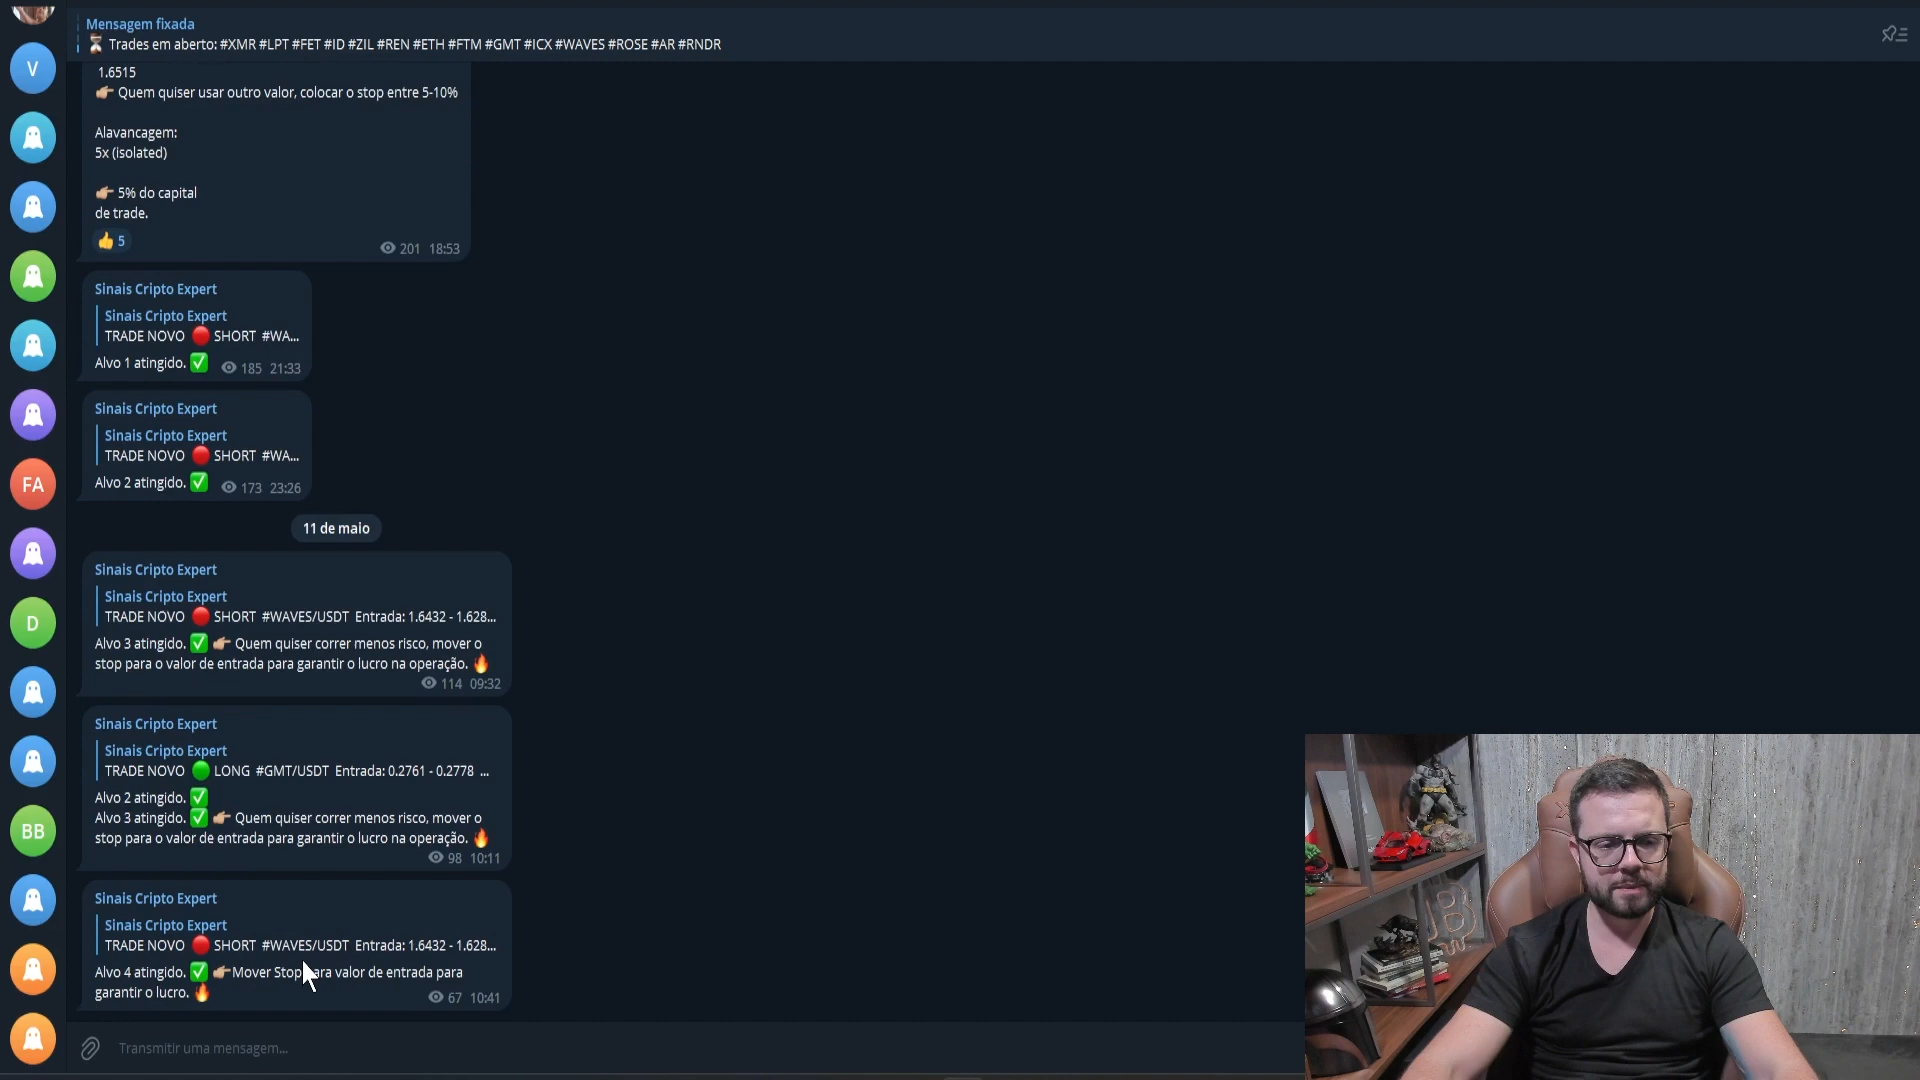 Mensagem fixada
⏳ Trades em aberto: #XMR #LPT #FET #ID #ZIL #REN #ETH #FTM #GMT #ICX #WAVES #ROSE #AR #RNDR
1.6515
👉🏼 Quem quiser usar outro valor, colocar o stop entre 5-10%
Alavancagem:
5x (isolated)
👉🏼 5% do capital
de trade.
👍 5
201 18:53
Sinais Cripto Expert
Sinais Cripto Expert
TRADE NOVO 🔴 SHORT #WA...
Alvo 1 atingido. ✅ 185 21:33
Sinais Cripto Expert
Sinais Cripto Expert
TRADE NOVO 🔴 SHORT #WA...
Alvo 2 atingido. ✅ 173 23:26
11 de maio
Sinais Cripto Expert
Sinais Cripto Expert
TRADE NOVO 🔴 SHORT #WAVES/USDT Entrada: 1.6432 - 1.628...
Alvo 3 atingido. ✅ 👉🏼 Quem quiser correr menos risco, mover o
stop para o valor de entrada para garantir o lucro na operação. 🔥
114 09:32
Sinais Cripto Expert
Sinais Cripto Expert
TRADE NOVO 🟢 LONG #GMT/USDT Entrada: 0.2761 - 0.2778 ...
Alvo 2 atingido. ✅
Alvo 3 atingido. ✅ 👉🏼 Quem quiser correr menos risco, mover o
stop para o valor de entrada para garantir o lucro na operação. 🔥
98 10:11
Sinais Cripto Expert
Sinais Cripto Expert
TRADE NOVO 🔴 SHORT #WAVES/USDT Entrada: 1.6432 - 1.628...
Alvo 4 atingido. ✅ 👉🏼Mover Stop para valor de entrada para
garantir o lucro. 🔥
67 10:41
Transmitir uma mensagem...
V
FA
D
BB